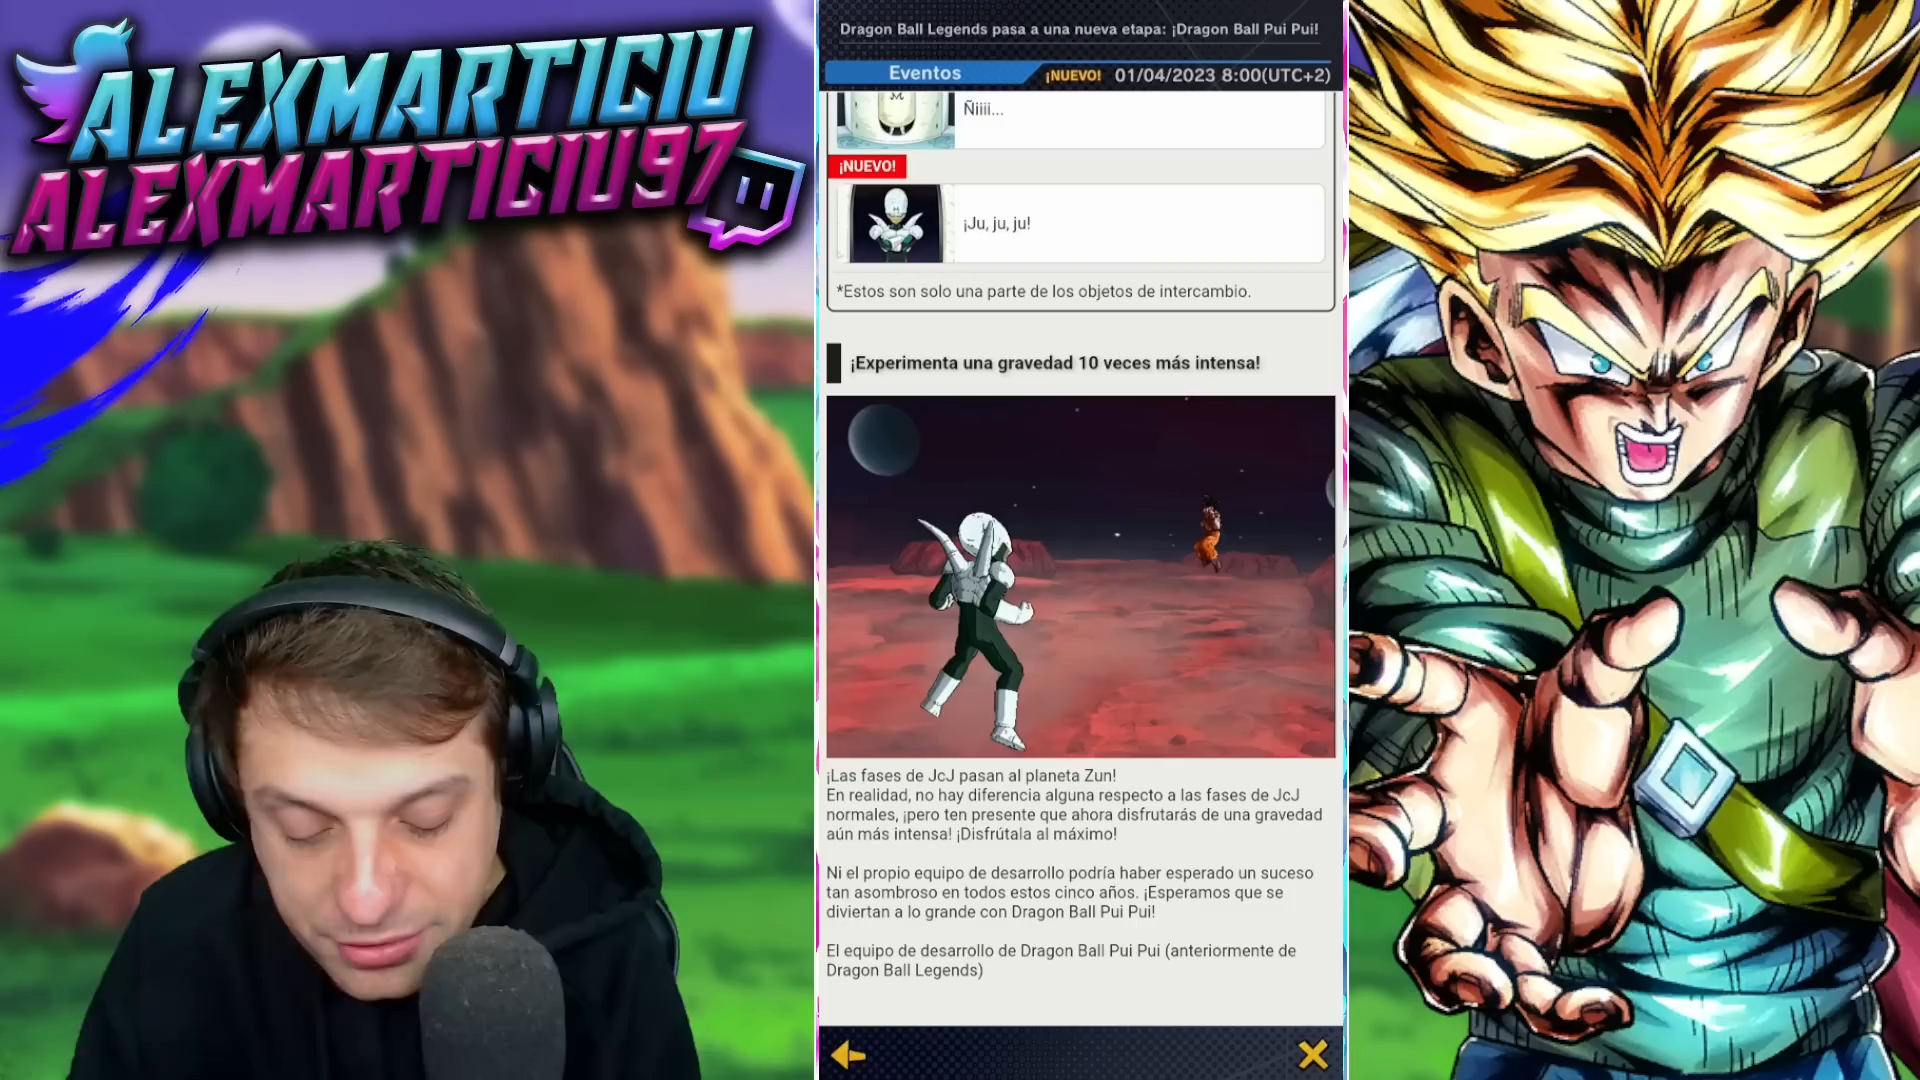 ALEXMARTICIU
ALEXMARTICIU97
Dragon Ball Legends pasa a una nueva etapa: ¡Dragon Ball Pui Pui!
Eventos
¡NUEVO! 01/04/2023 8:00(UTC+2)
Ñiiii...
¡NUEVO!
¡Ju, ju, ju!
*Estos son solo una parte de los objetos de intercambio.
¡Experimenta una gravedad 10 veces más intensa!
¡Las fases de JcJ pasan al planeta Zun!
En realidad, no hay diferencia alguna respecto a las fases de JcJ
normales, ¡pero ten presente que ahora disfrutarás de una gravedad
aún más intensa! ¡Disfrútala al máximo!
Ni el propio equipo de desarrollo podría haber esperado un suceso
tan asombroso en todos estos cinco años. ¡Esperamos que se
diviertan a lo grande con Dragon Ball Pui Pui!
El equipo de desarrollo de Dragon Ball Pui Pui (anteriormente de
Dragon Ball Legends)